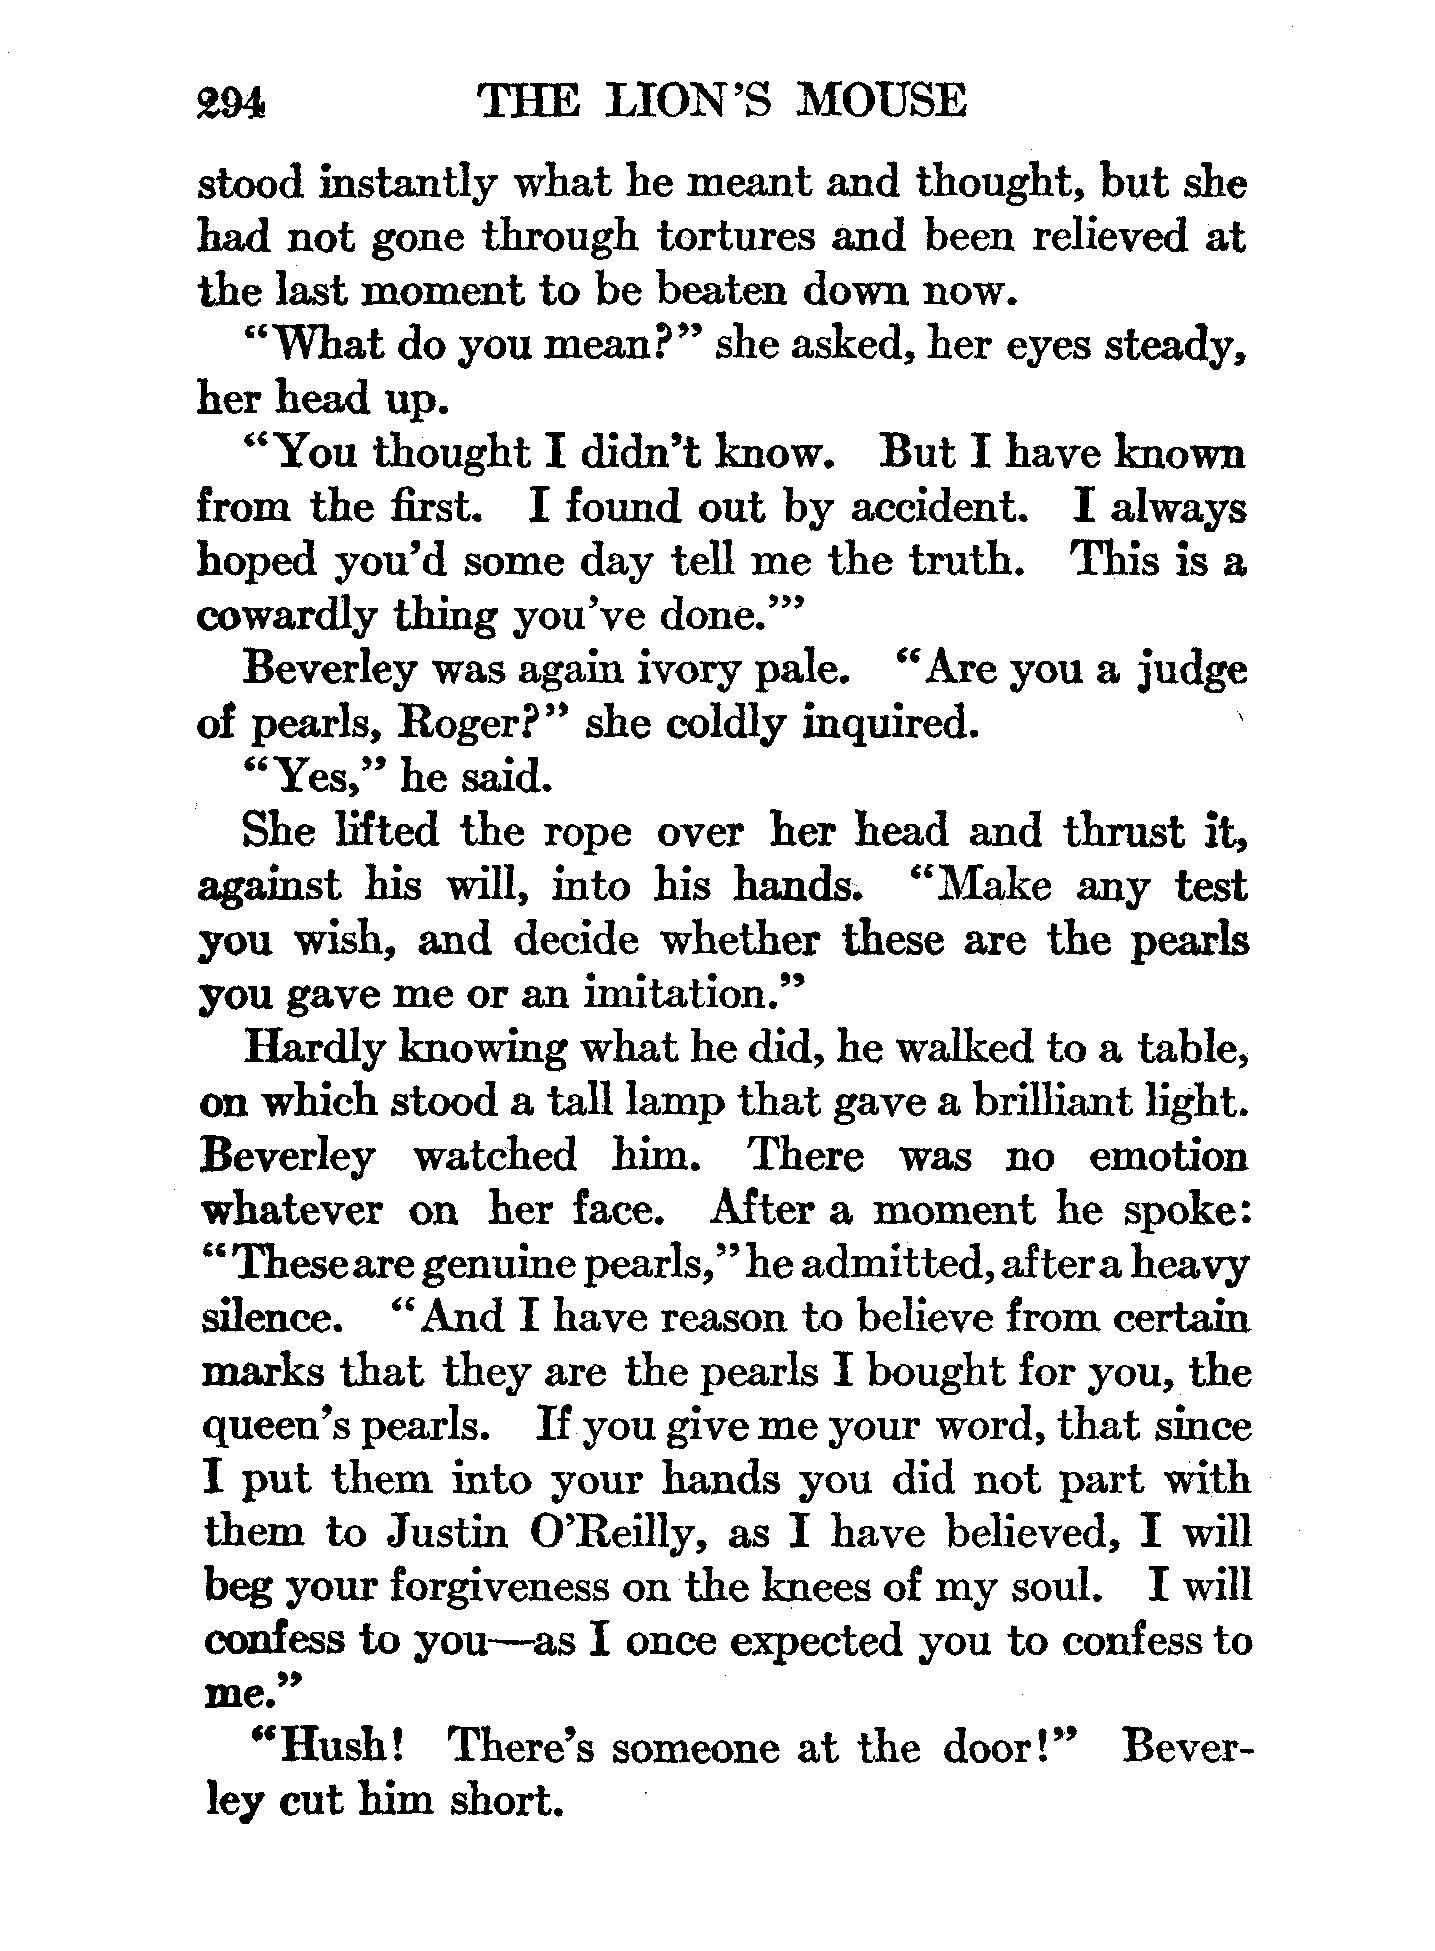 294 THE LION'S MOUSE
stood instantly what he meant and thought, but she
had not gone through tortures and been relieved at
the last moment to be beaten down now.
"What do you mean?" she asked, her eyes steady,
her head up.
"You thought I didn't know. But I have known
from the first. I found out by accident. I always
hoped you'd some day tell me the truth. This is a
cowardly thing you've done.'"
Beverley was again ivory pale. "Are you a judge
of pearls, Roger?" she coldly inquired.
"Yes," he said.
She lifted the rope over her head and thrust it,
against his will, into his hands. "Make any test
you wish, and decide whether these are the pearls
you gave me or an imitation."
Hardly knowing what he did, he walked to a table,
on which stood a tall lamp that gave a brilliant light.
Beverley watched him. There was no emotion
whatever on her face. After a moment he spoke:
"These are genuine pearls," he admitted, after a heavy
silence. "And I have reason to believe from certain
marks that they are the pearls I bought for you, the
queen's pearls. If you give me your word, that since
I put them into your hands you did not part with
them to Justin O'Reilly, as I have believed, I will
beg your forgiveness on the knees of my soul. I will
confess to you—as I once expected you to confess to
me."
"Hush! There's someone at the door!" Bever-
ley cut him short.